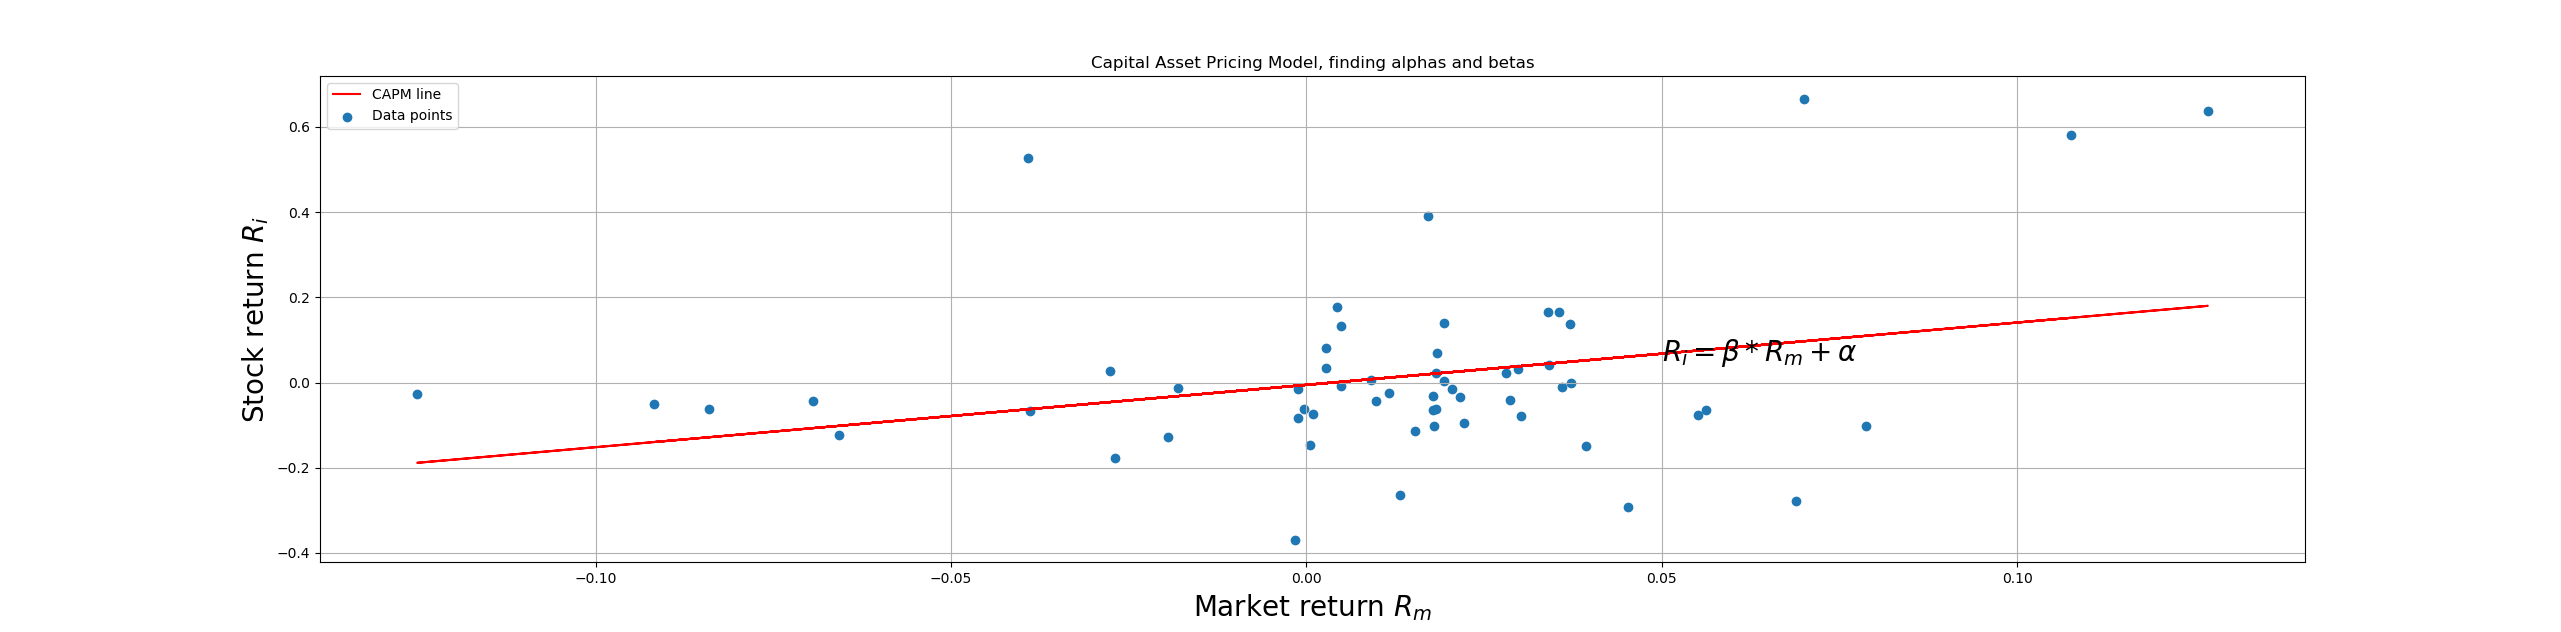 Capital Asset Pricing Model, finding alphas and betas
CAPM line
Data points
0.6
0.4
0.2
0.0
−0.2
−0.4
Stock return R_i
R_i = β * R_m + α
−0.10
−0.05
0.00
0.05
0.10
Market return R_m